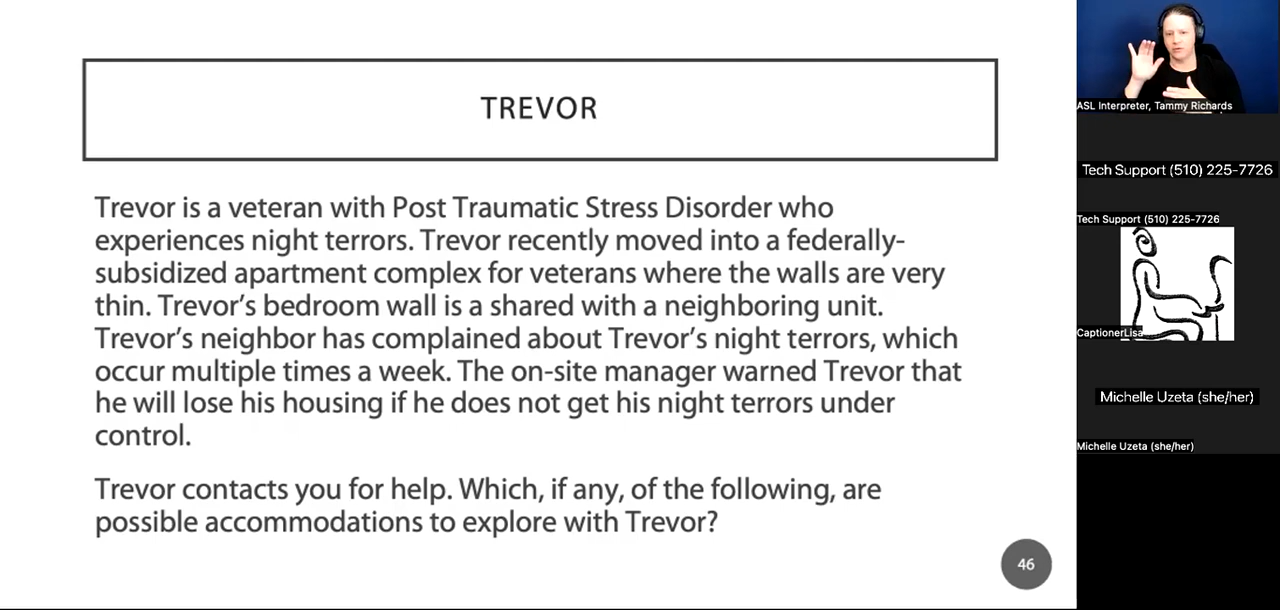 TREVOR
Trevor is a veteran with Post Traumatic Stress Disorder who
experiences night terrors. Trevor recently moved into a federally-
subsidized apartment complex for veterans where the walls are very
thin. Trevor's bedroom wall is a shared with a neighboring unit.
Trevor's neighbor has complained about Trevor's night terrors, which
occur multiple times a week. The on-site manager warned Trevor that
he will lose his housing if he does not get his night terrors under
control.
Trevor contacts you for help. Which, if any, of the following, are
possible accommodations to explore with Trevor?
46
ASL Interpreter, Tammy Richards
Tech Support (510) 225-7726
Tech Support (510) 225-7726
CaptionerLisa
Michelle Uzeta (she/her)
Michelle Uzeta (she/her)